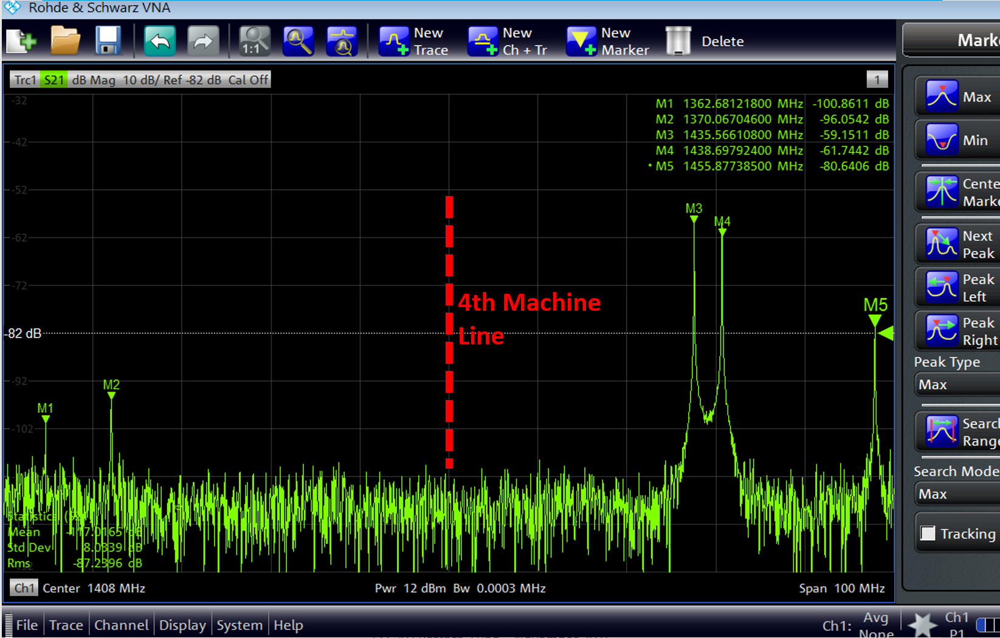 Rohde & Schwarz VNA
1:1
New Trace
New Ch + Tr
New Marker
Delete
Trc1 S21 dB Mag 10 dB/ Ref -82 dB Cal Off
1
-32
-42
-52
-62
-72
-82 dB
-92
-102
M1 1362.68121800 MHz -100.8611 dB
M2 1370.06704600 MHz -96.0542 dB
M3 1435.56610800 MHz -59.1511 dB
M4 1438.69792400 MHz -61.7442 dB
• M5 1455.87738500 MHz -80.6406 dB
M1
M2
M3
M4
M5
4th Machine
Line
Mean -117.0165 dB
Std Dev 8.0339 dB
Rms -87.2396 dB
Ch1 Center 1408 MHz Pwr 12 dBm Bw 0.0003 MHz Span 100 MHz
Max
Min
Next
Peak
Peak
Left
Peak
Right
Peak Type
Max
Search Mode
Max
Tracking
File Trace Channel Display System Help
Ch1: Avg
None
Ch1
P1